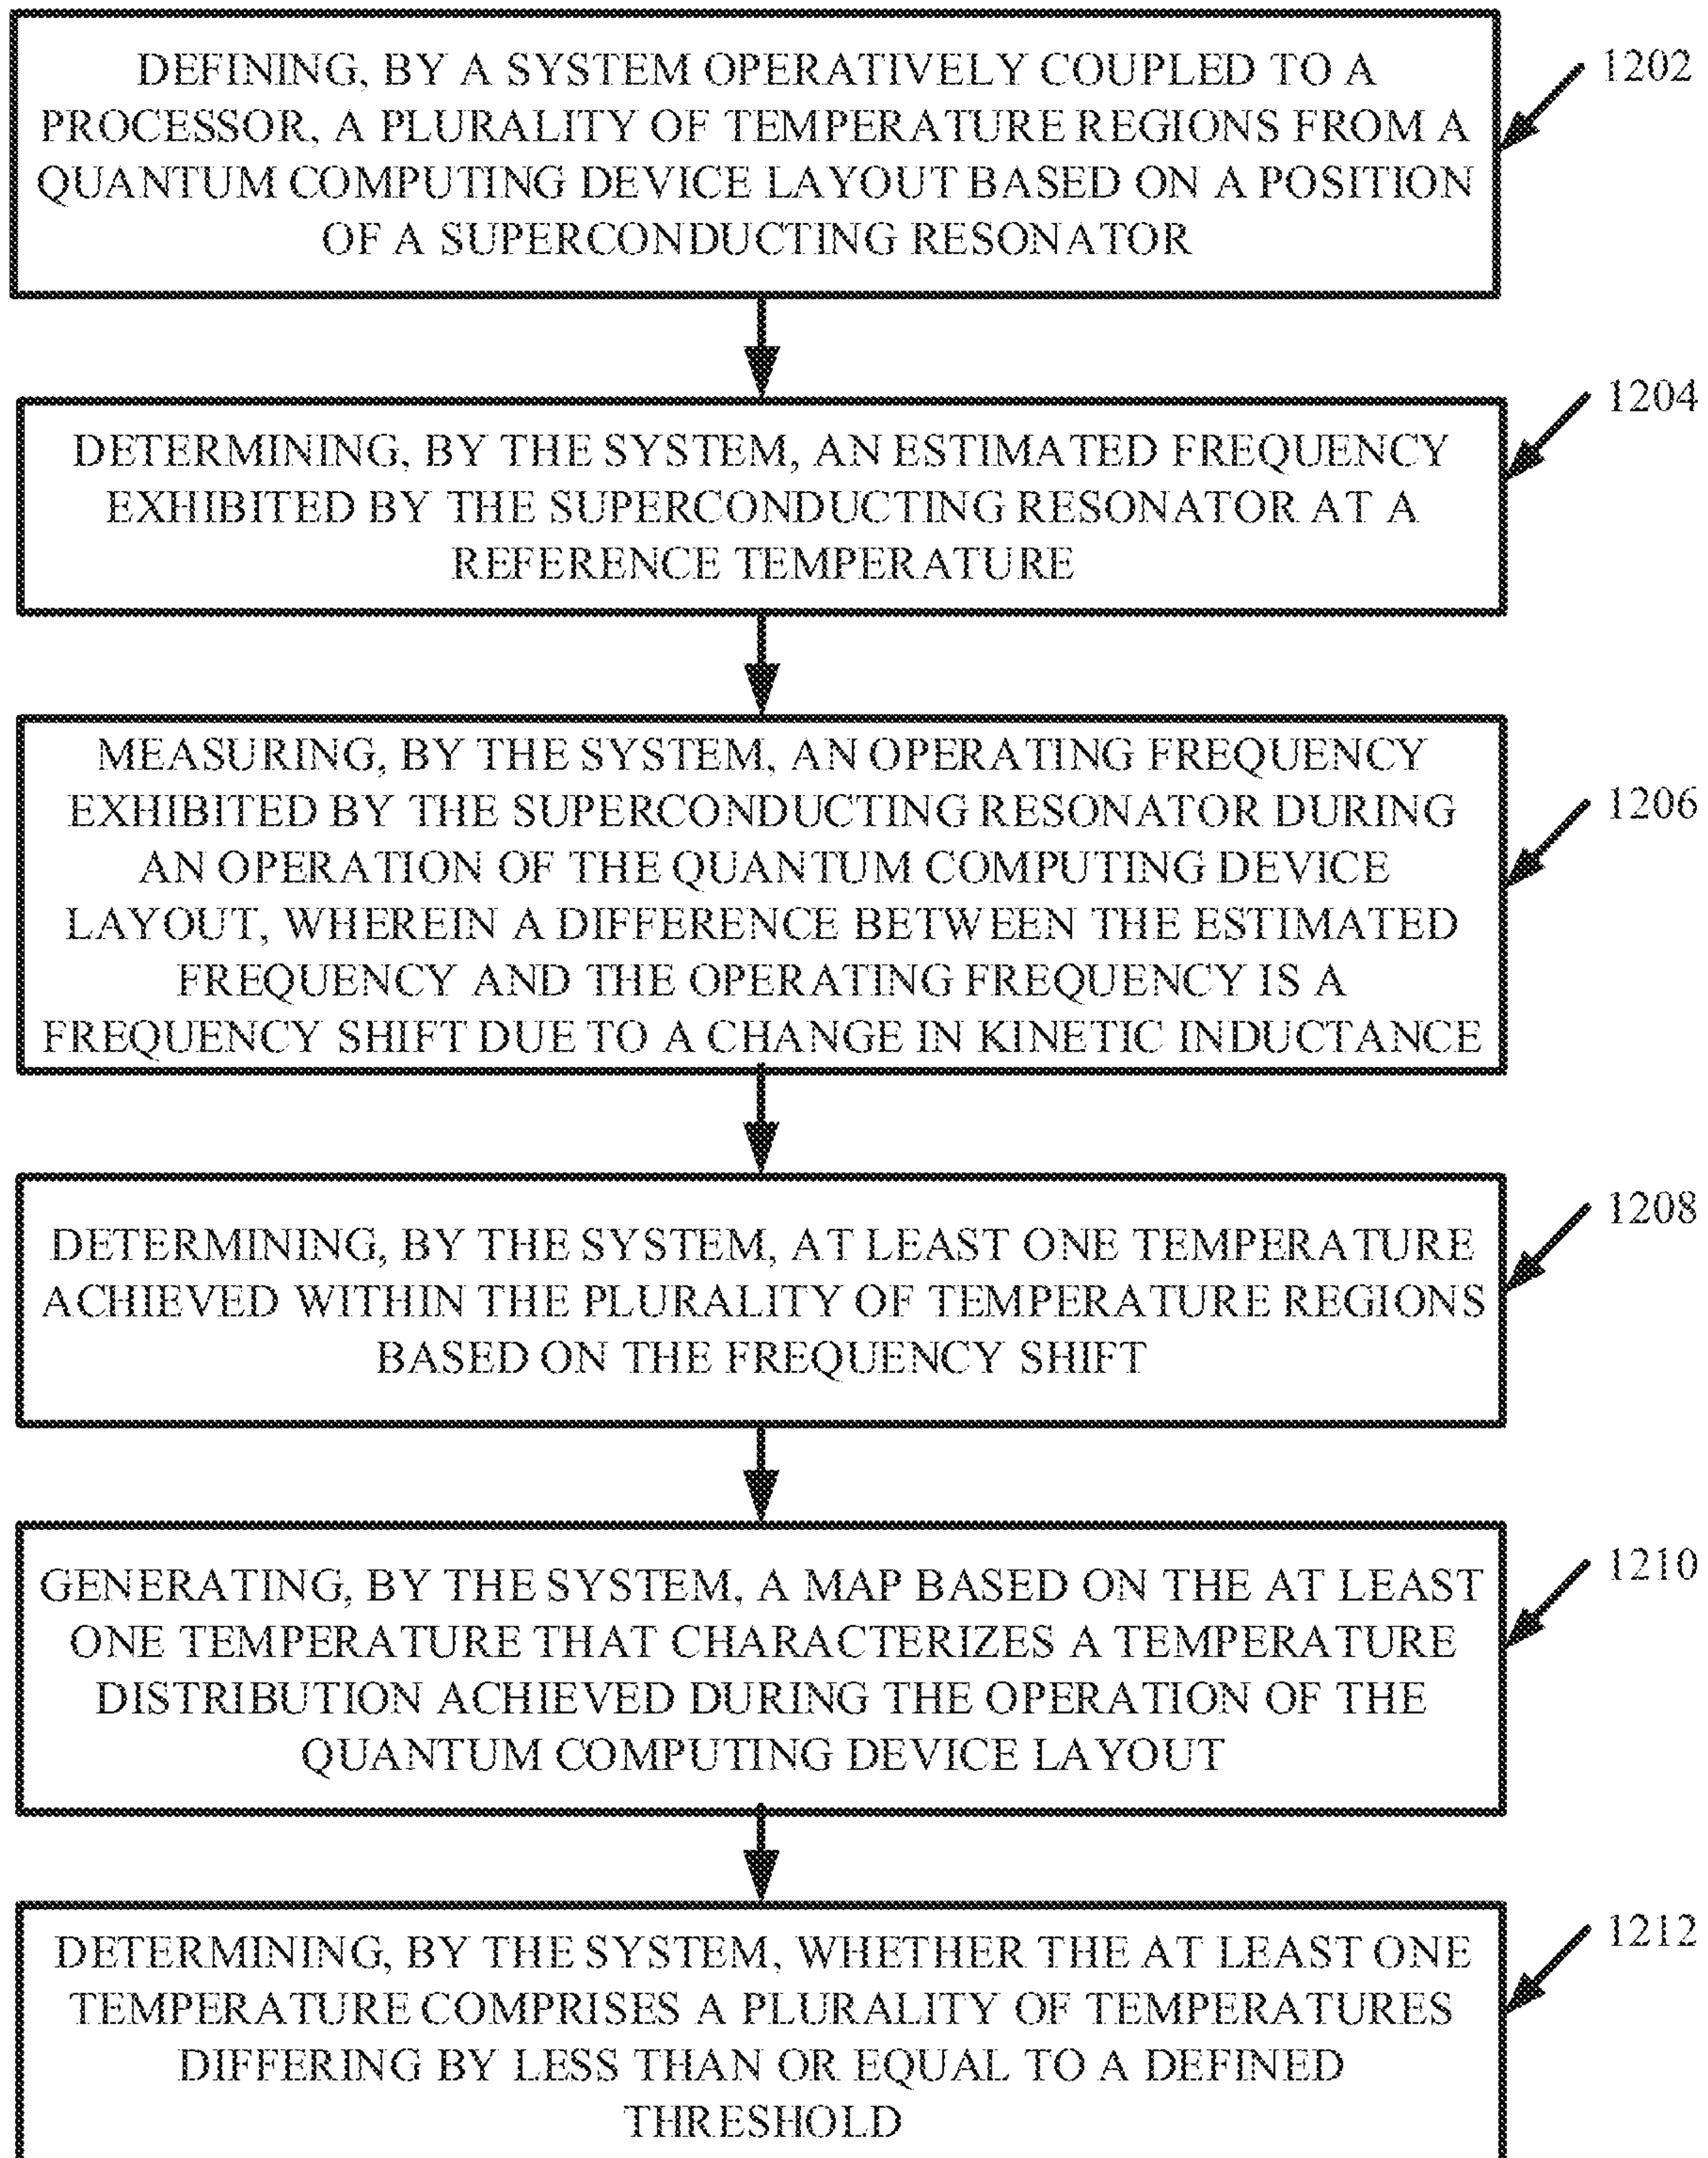 DEFINING, BY A SYSTEM OPERATIVELY COUPLED TO A
PROCESSOR, A PLURALITY OF TEMPERATURE REGIONS FROM A
QUANTUM COMPUTING DEVICE LAYOUT BASED ON A POSITION
OF A SUPERCONDUCTING RESONATOR
1202
DETERMINING, BY THE SYSTEM, AN ESTIMATED FREQUENCY
EXHIBITED BY THE SUPERCONDUCTING RESONATOR AT A
REFERENCE TEMPERATURE
1204
MEASURING, BY THE SYSTEM, AN OPERATING FREQUENCY
EXHIBITED BY THE SUPERCONDUCTING RESONATOR DURING
AN OPERATION OF THE QUANTUM COMPUTING DEVICE
LAYOUT, WHEREIN A DIFFERENCE BETWEEN THE ESTIMATED
FREQUENCY AND THE OPERATING FREQUENCY IS A
FREQUENCY SHIFT DUE TO A CHANGE IN KINETIC INDUCTANCE
1206
DETERMINING, BY THE SYSTEM, AT LEAST ONE TEMPERATURE
ACHIEVED WITHIN THE PLURALITY OF TEMPERATURE REGIONS
BASED ON THE FREQUENCY SHIFT
1208
GENERATING, BY THE SYSTEM, A MAP BASED ON THE AT LEAST
ONE TEMPERATURE THAT CHARACTERIZES A TEMPERATURE
DISTRIBUTION ACHIEVED DURING THE OPERATION OF THE
QUANTUM COMPUTING DEVICE LAYOUT
1210
DETERMINING, BY THE SYSTEM, WHETHER THE AT LEAST ONE
TEMPERATURE COMPRISES A PLURALITY OF TEMPERATURES
DIFFERING BY LESS THAN OR EQUAL TO A DEFINED
THRESHOLD
1212